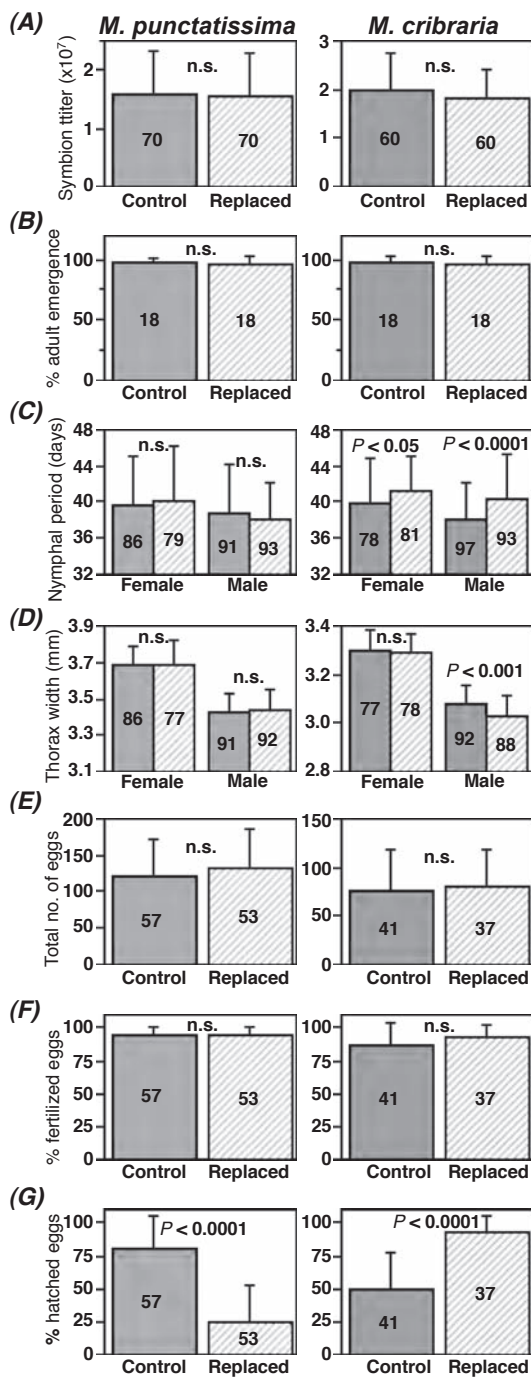 M. punctatissima M. cribraria
(A)
Symbion ttiter (x10⁷)
2
1
0
n.s.
70 70
Control Replaced
3
2
1
0
n.s.
60 60
Control Replaced
(B)
% adult emergence
100
50
0
n.s.
18 18
Control Replaced
100
50
0
n.s.
18 18
Control Replaced
(C)
Nymphal period (days)
48
44
40
36
32
n.s. n.s.
86 79 91 93
Female Male
48
44
40
36
32
P < 0.05 P < 0.0001
78 81 97 93
Female Male
(D)
Thorax width (mm)
3.9
3.7
3.5
3.3
3.1
n.s. n.s.
86 77 91 92
Female Male
3.4
3.2
3.0
2.8
n.s. P < 0.001
77 78 92 88
Female Male
(E)
Total no. of eggs
200
150
100
50
0
n.s.
57 53
Control Replaced
150
100
50
0
n.s.
41 37
Control Replaced
(F)
% fertilized eggs
100
75
50
25
0
n.s.
57 53
Control Replaced
100
75
50
25
0
n.s.
41 37
Control Replaced
(G)
% hatched eggs
100
75
50
25
0
P < 0.0001
57 53
Control Replaced
100
75
50
25
0
P < 0.0001
41 37
Control Replaced